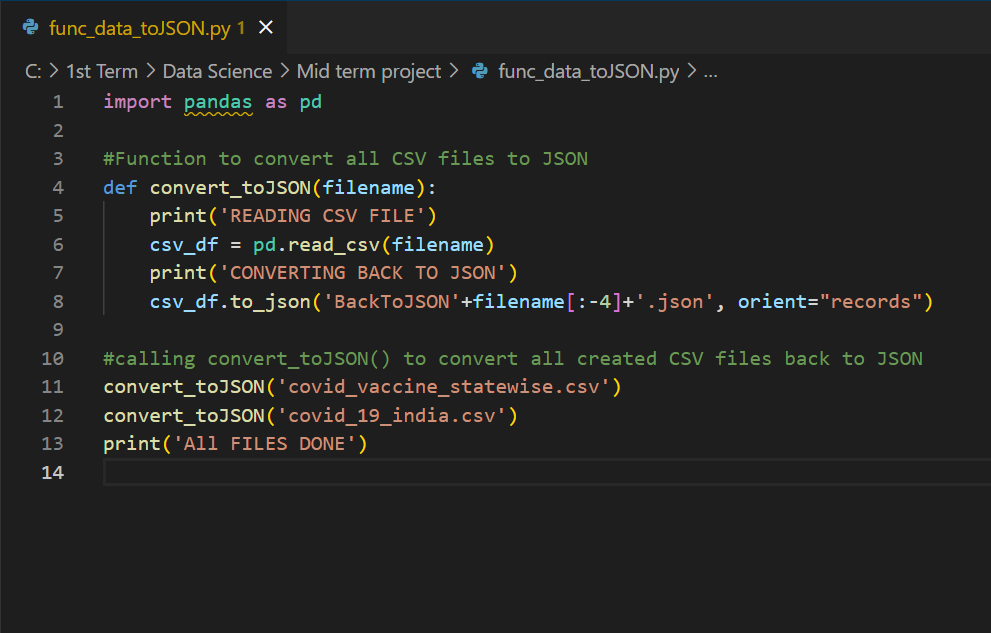 func_data_toJSON.py 1 ×
C: > 1st Term > Data Science > Mid term project > func_data_toJSON.py > ...
1 import pandas as pd
2
3 #Function to convert all CSV files to JSON
4 def convert_toJSON(filename):
5     print('READING CSV FILE')
6     csv_df = pd.read_csv(filename)
7     print('CONVERTING BACK TO JSON')
8     csv_df.to_json('BackToJSON'+filename[:-4]+'.json', orient="records")
9
10 #calling convert_toJSON() to convert all created CSV files back to JSON
11 convert_toJSON('covid_vaccine_statewise.csv')
12 convert_toJSON('covid_19_india.csv')
13 print('All FILES DONE')
14